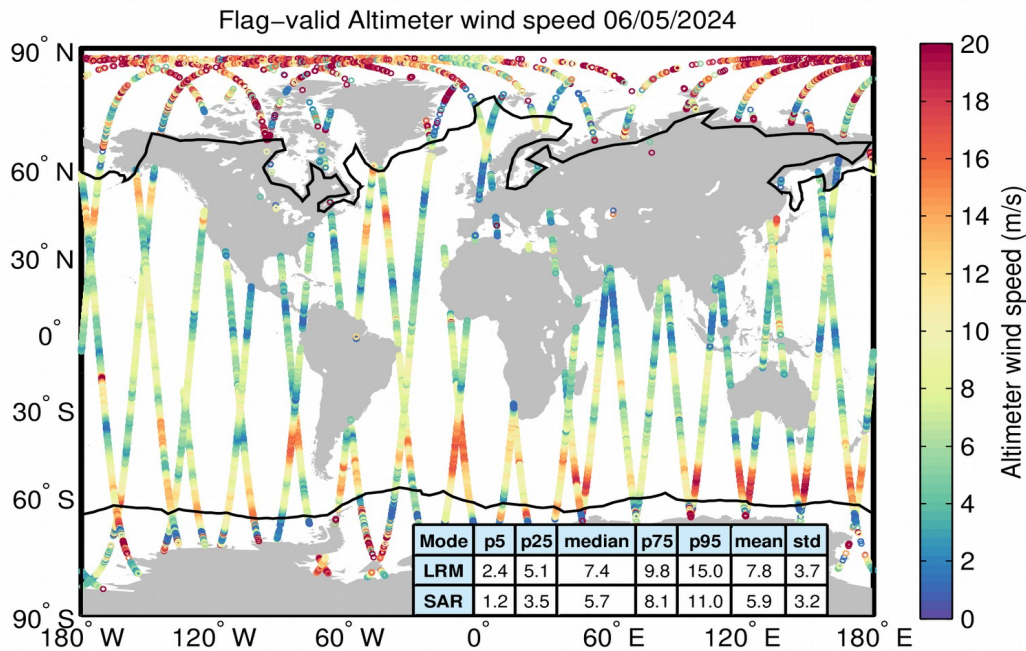 Flag−valid Altimeter wind speed 06/05/2024
90° N
60° N
30° N
0°
30° S
60° S
90° S
180° W
120° W
60° W
0°
60° E
120° E
180° E
Mode p5 p25 median p75 p95 mean std
LRM 2.4 5.1 7.4 9.8 15.0 7.8 3.7
SAR 1.2 3.5 5.7 8.1 11.0 5.9 3.2
20
18
16
14
12
10
8
6
4
2
0
Altimeter wind speed (m/s)